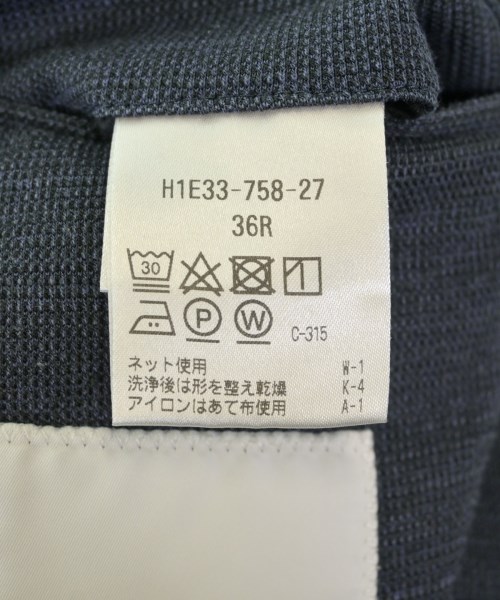 H1E33-758-27
36R
30
P W C-315
ネット使用 W-1
洗浄後は形を整え乾燥 K-4
アイロンはあて布使用 A-1